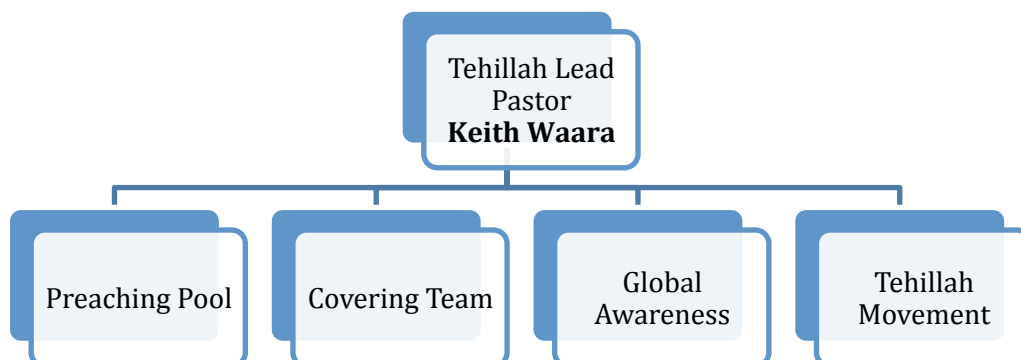 Tehillah Lead
Pastor
Keith Waara
Preaching Pool
Covering Team
Global
Awareness
Tehillah
Movement